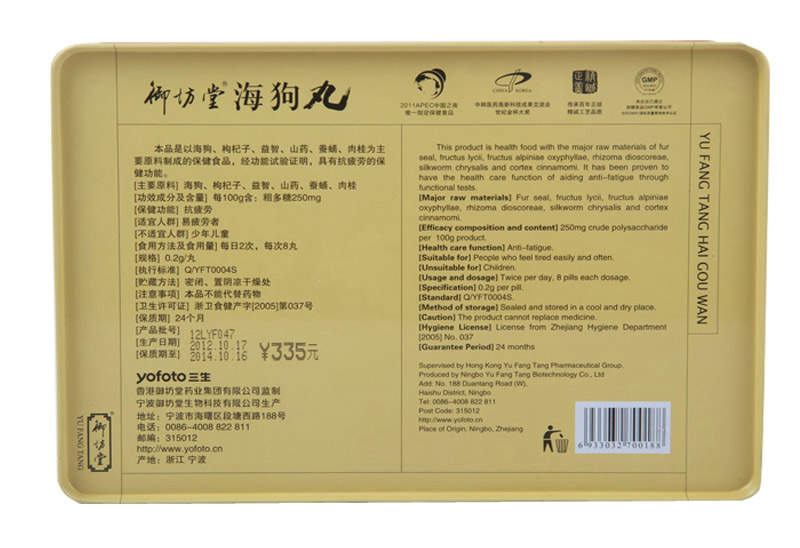 御坊堂®海狗丸
2011APEC中国之夜
唯一指定保健食品
CHINA KOREA
中韩医药高新科技成果交流会
世纪金杯大奖
传承百年正统
精诚工艺品质
GMP
本品是以海狗、枸杞子、益智、山药、蚕蛹、肉桂为主
要原料制成的保健食品，经功能试验证明，具有抗疲劳的保
健功能。
[主要原料] 海狗、枸杞子、益智、山药、蚕蛹、肉桂
[功效成分及含量] 每100g含：粗多糖250mg
[保健功能] 抗疲劳
[适宜人群] 易疲劳者
[不适宜人群] 少年儿童
[食用方法及食用量] 每日2次，每次8丸
[规格] 0.2g/丸
[执行标准] Q/YFT0004S
[贮藏方法] 密闭、置阴凉干燥处
[注意事项] 本品不能代替药物
[卫生许可证] 浙卫食健产字[2005]第037号
[保质期] 24个月
[产品批号] 12LYF047
[生产日期] 2012.10.17
[保质期至] 2014.10.16
¥335元
yofoto三生
香港御坊堂药业集团有限公司监制
宁波御坊堂生物科技有限公司生产
地址：宁波市海曙区段塘西路188号
电话：0086-4008 822 811
邮编：315012
http://www.yofoto.cn
产地：浙江 宁波
This product is health food with the major raw materials of fur
seal, fructus lycii, fructus alpiniae oxyphyllae, rhizoma dioscoreae,
silkworm chrysalis and cortex cinnamomi. It has been proven to
have the health care function of aiding anti-fatigue through
functional tests.
[Major raw materials] Fur seal, fructus lycii, fructus alpiniae
oxyphyllae, rhizoma dioscoreae, silkworm chrysalis and cortex
cinnamomi.
[Efficacy composition and content] 250mg crude polysaccharide
per 100g product.
[Health care function] Anti-fatigue.
[Suitable for] People who feel tired easily and often.
[Unsuitable for] Children.
[Usage and dosage] Twice per day, 8 pills each dosage.
[Specification] 0.2g per pill.
[Standard] Q/YFT0004S.
[Method of storage] Sealed and stored in a cool and dry place.
[Caution] The product cannot replace medicine.
[Hygiene License] License from Zhejiang Hygiene Department
[2005] No. 037
[Guarantee Period] 24 months
Supervised by Hong Kong Yu Fang Tang Pharmaceutical Group.
Produced by Ningbo Yu Fang Tang Biotechnology Co., Ltd
Add: No. 188 Duantang Road (W),
Haishu District, Ningbo
Tel: 0086-4008 822 811
Post Code: 315012
http://www.yofoto.cn
Place of Origin: Ningbo, Zhejiang
6 933032 700188
YU FANG TANG HAI GOU WAN
御坊堂
YU FANG TANG